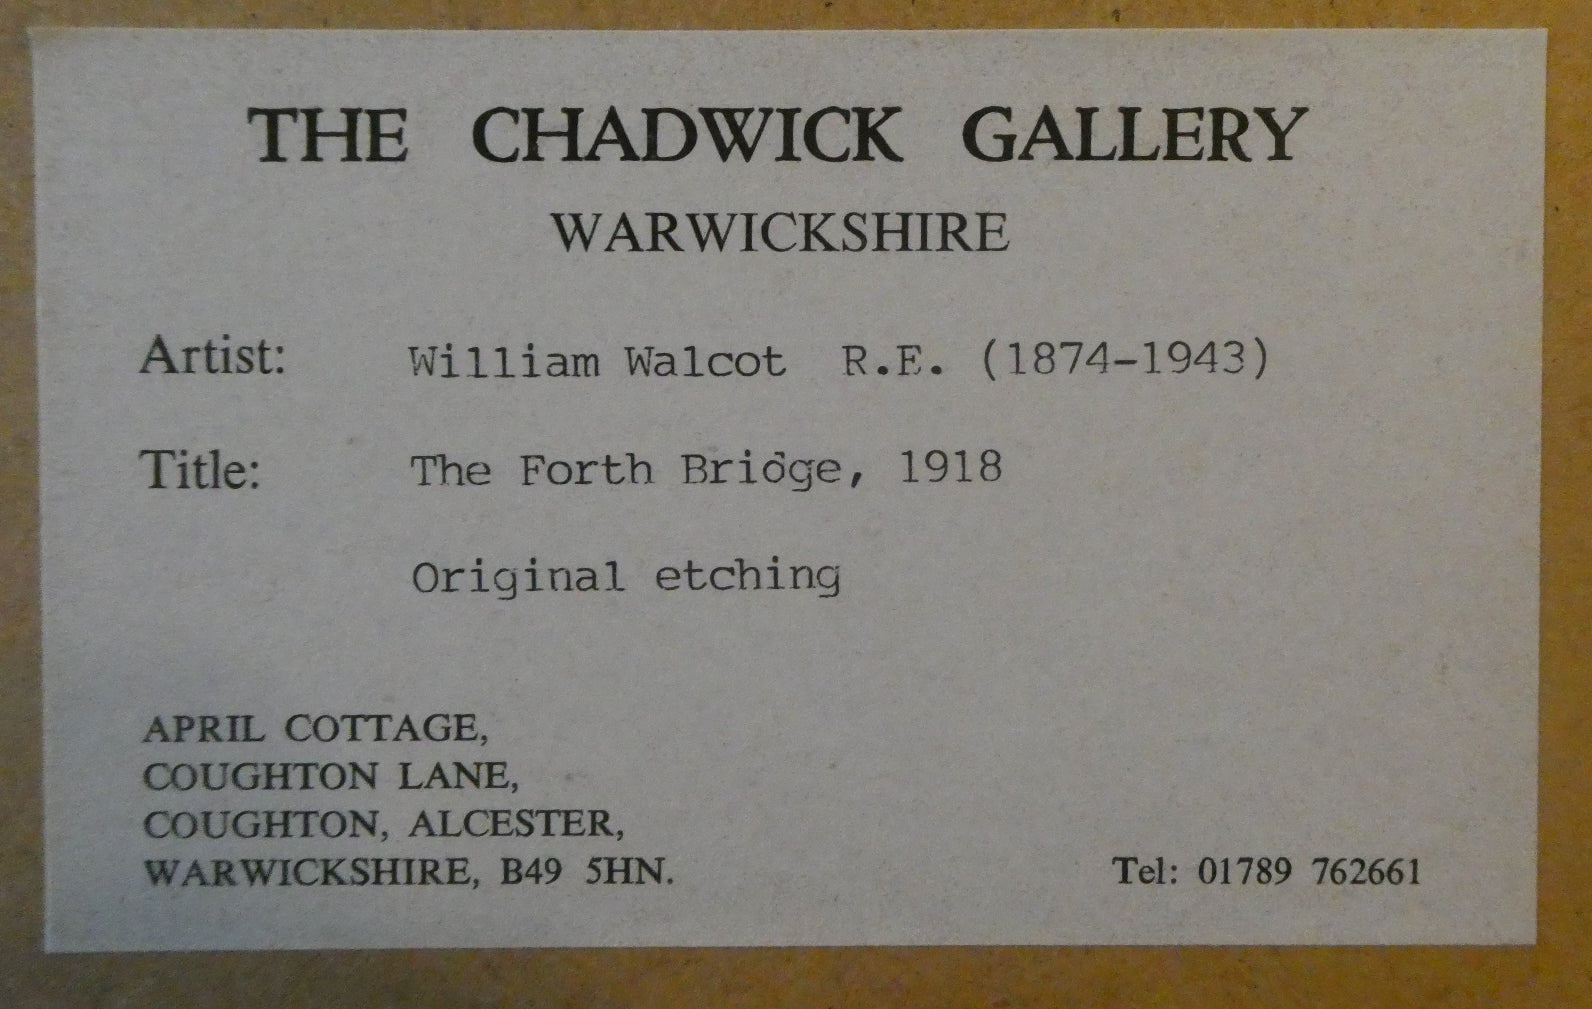 THE CHADWICK GALLERY
WARWICKSHIRE
Artist: William Walcot R.E. (1874-1943)
Title: The Forth Bridge, 1918
Original etching
APRIL COTTAGE,
COUGHTON LANE,
COUGHTON, ALCESTER,
WARWICKSHIRE, B49 5HN. Tel: 01789 762661